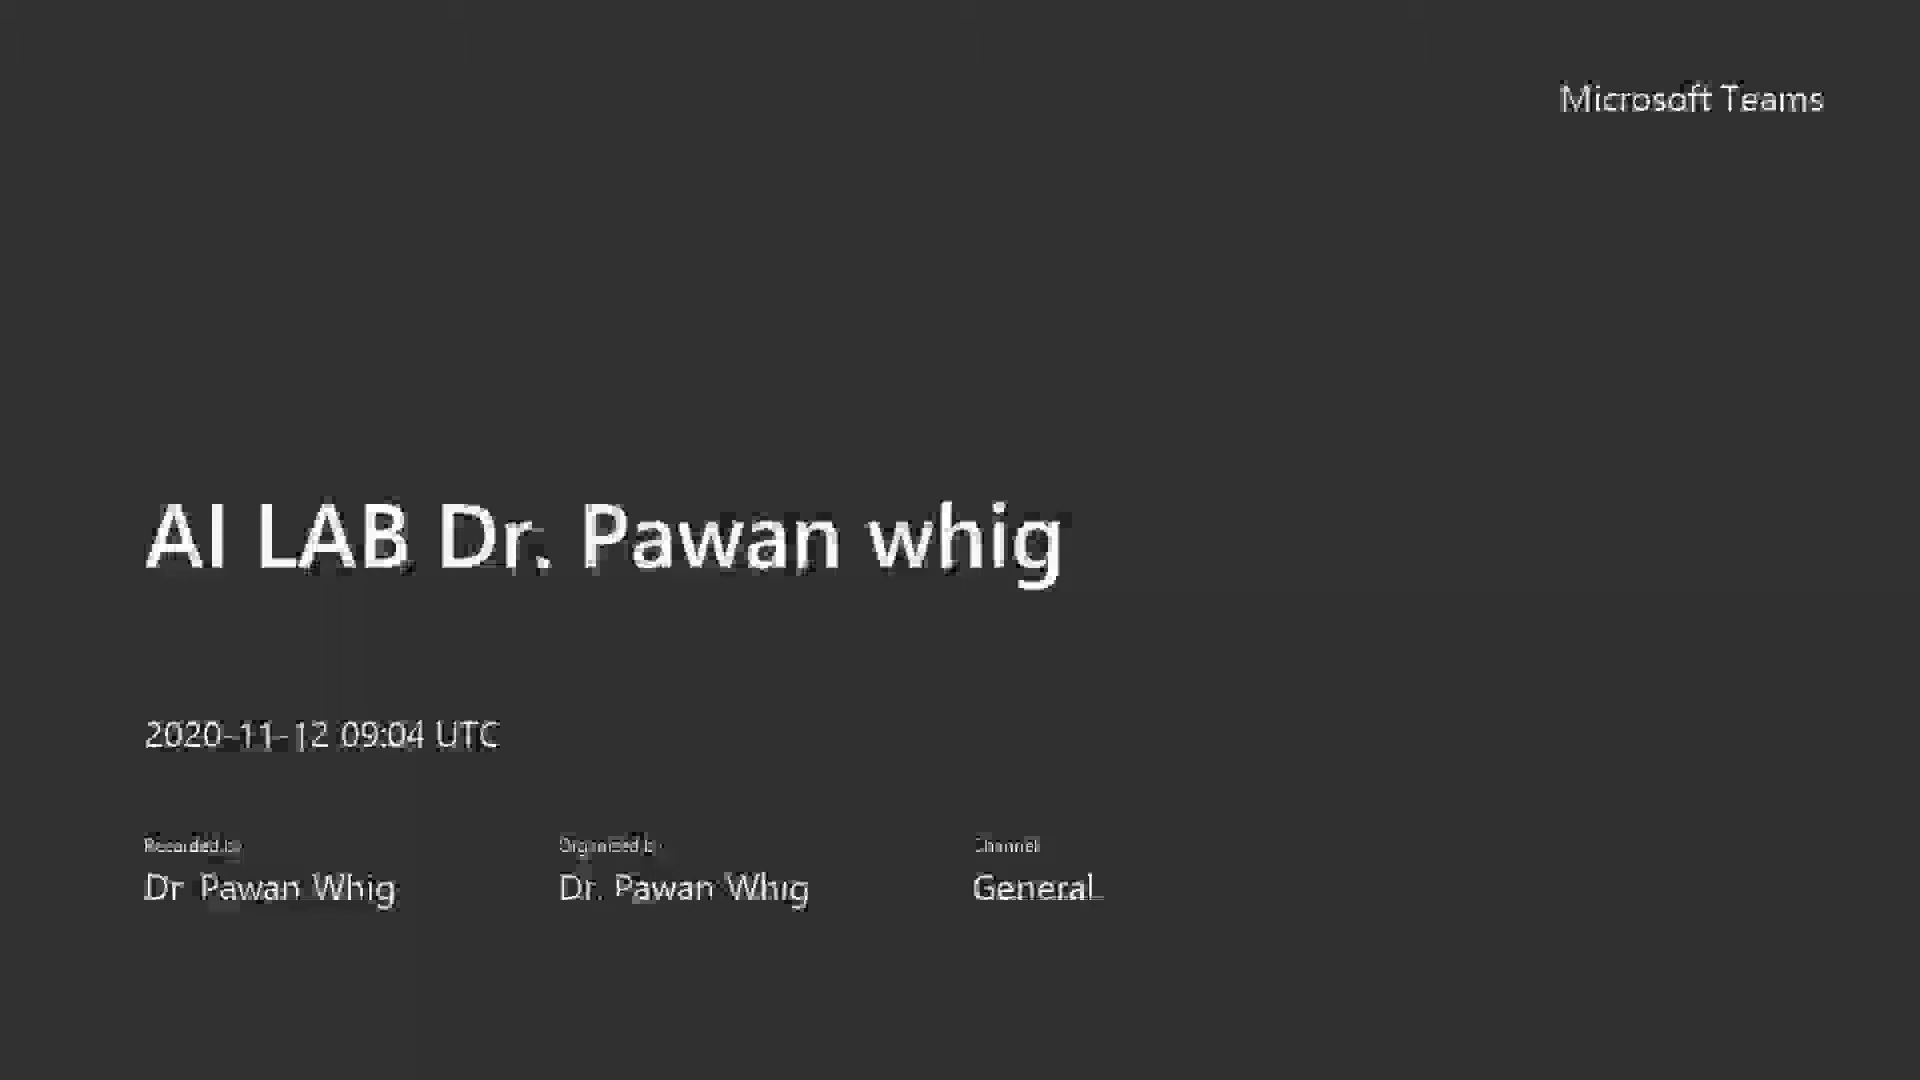 Microsoft Teams
AI LAB Dr. Pawan whig
2020-11-12 09:04 UTC
Recorded by
Organized by
Channel
Dr. Pawan Whig
Dr. Pawan Whig
General